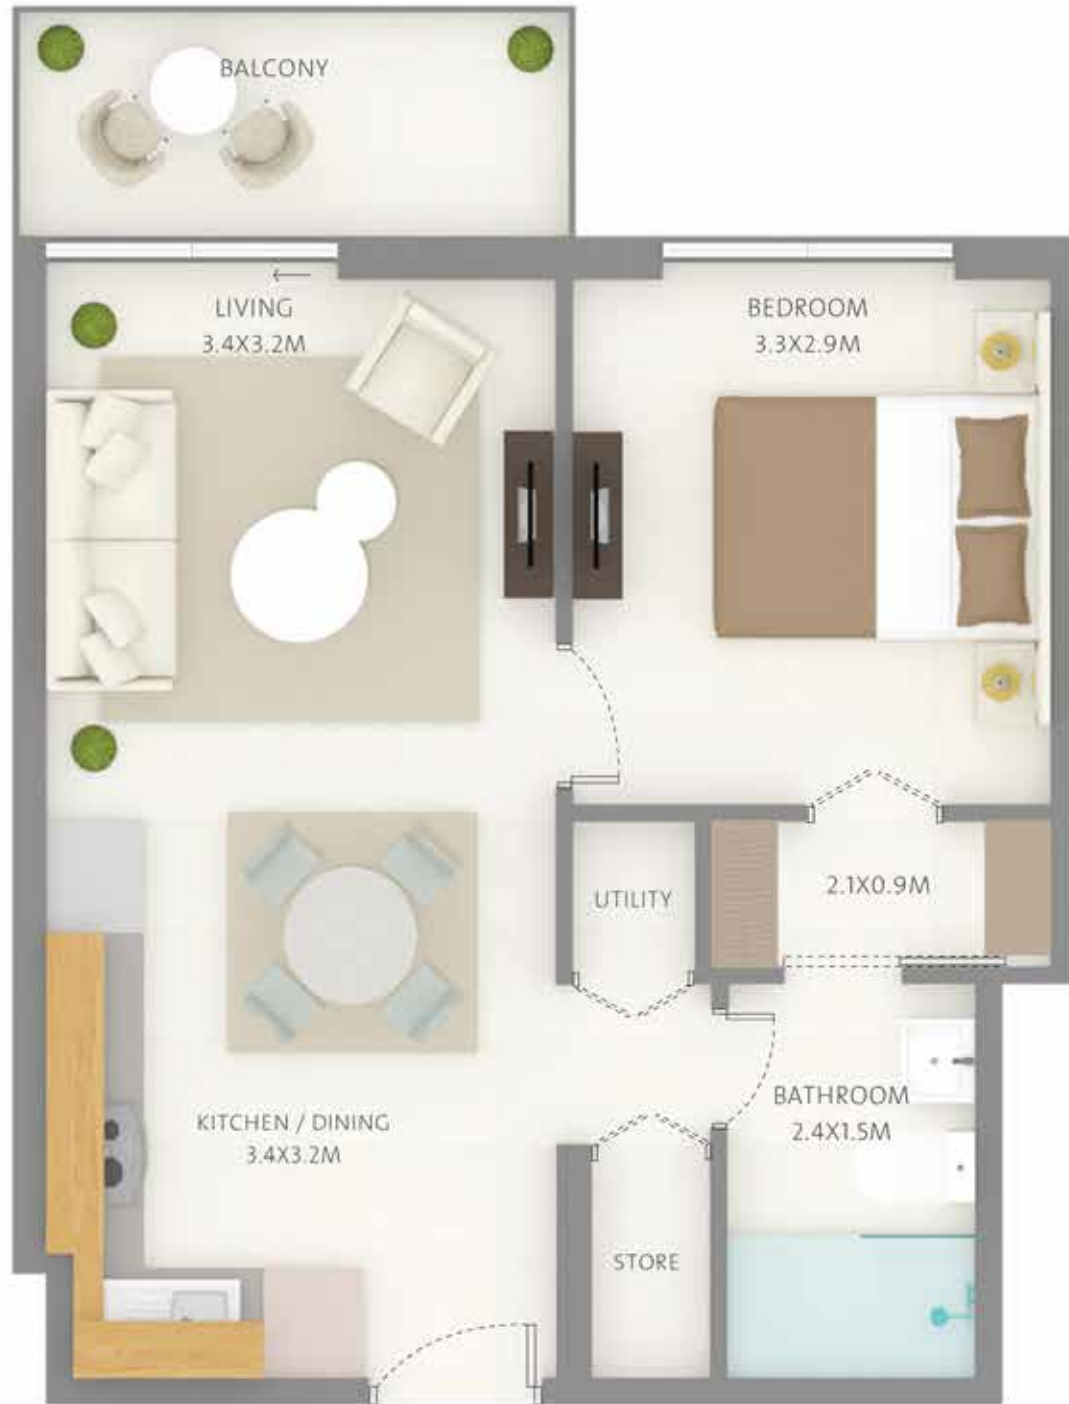 BALCONY
LIVING
3.4X3.2M
BEDROOM
3.3X2.9M
2.1X0.9M
UTILITY
KITCHEN / DINING
3.4X3.2M
BATHROOM
2.4X1.5M
STORE